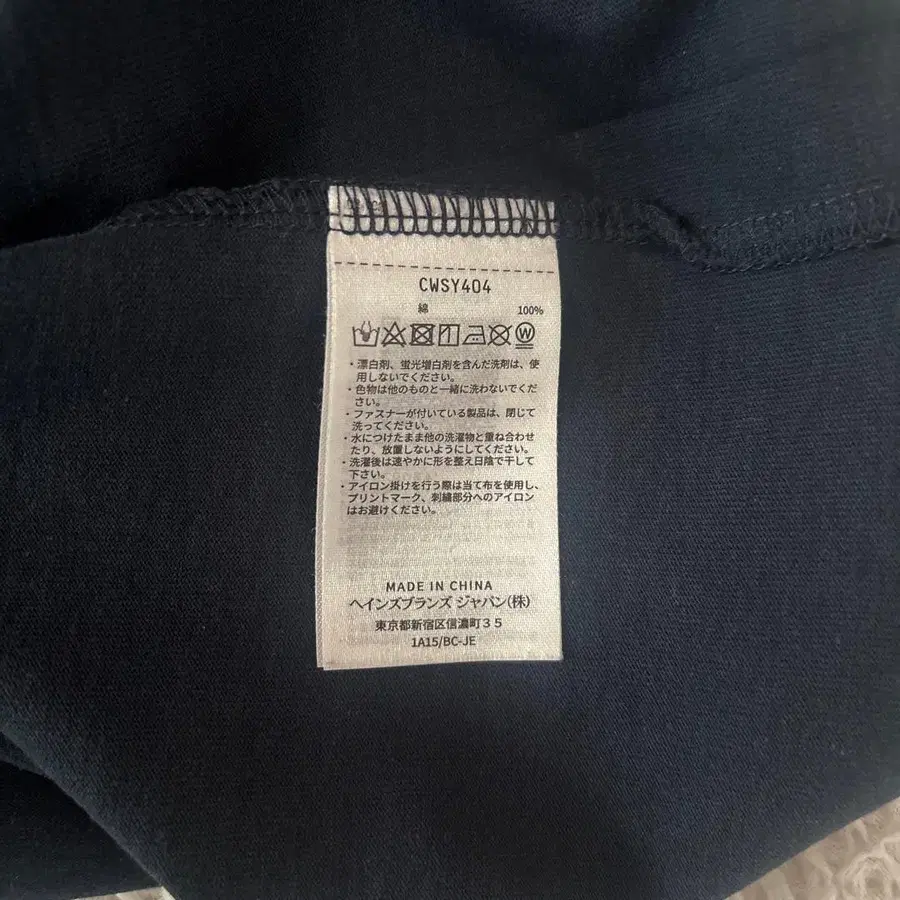 CWSY404
綿 100%
・漂白剤、蛍光増白剤を含んだ洗剤は、使
用しないでください。
・色物は他のものと一緒に洗わないでくだ
さい。
・ファスナーが付いている製品は、閉じて
洗ってください。
・水につけたまま他の洗濯物と重ね合わせ
たり、放置しないようにしてください。
・洗濯後は速やかに形を整え日陰で干して
下さい。
・アイロン掛けを行う際は当て布を使用し、
プリントマーク、刺繍部分へのアイロン
はお避けください。
MADE IN CHINA
ヘインズブランズ ジャパン(株)
東京都新宿区信濃町35
1A15/BC-JE